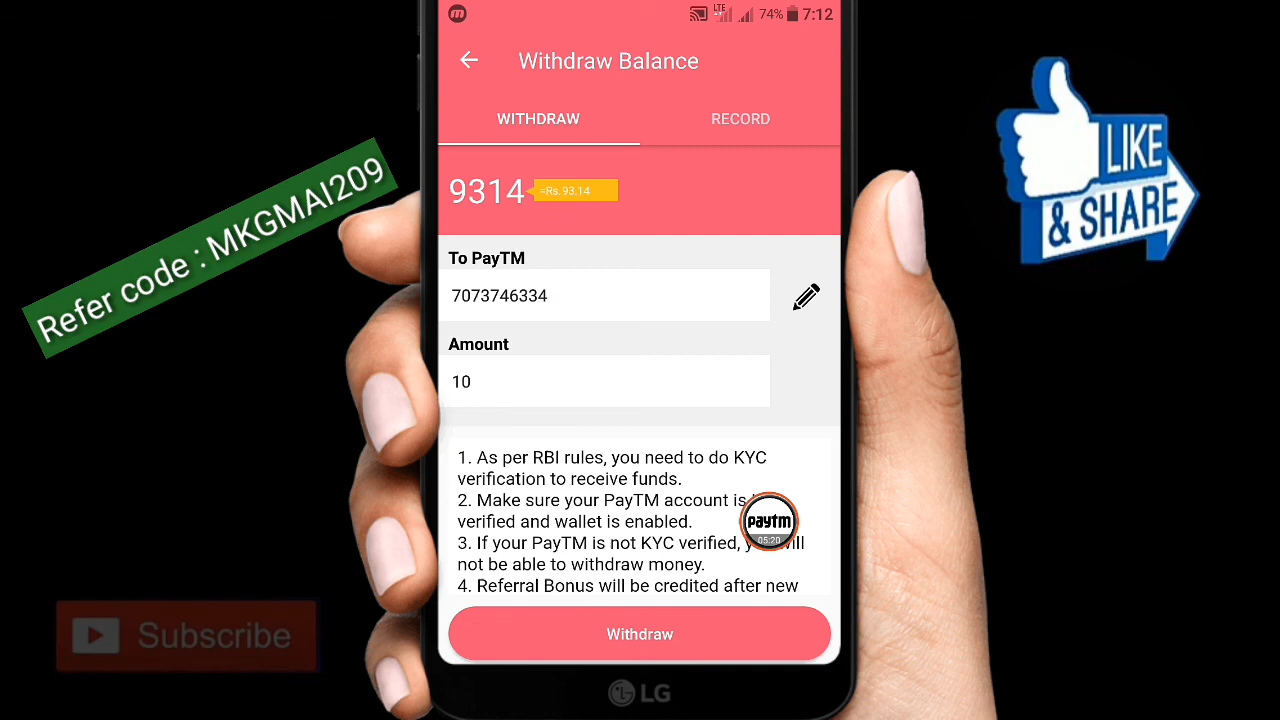 LTE 74% 7:12
Withdraw Balance
WITHDRAW RECORD
9314 =Rs. 93.14
To PayTM
7073746334
Amount
10
1. As per RBI rules, you need to do KYC
verification to receive funds.
2. Make sure your PayTM account is
verified and wallet is enabled.
3. If your PayTM is not KYC verified,
not be able to withdraw money.
4. Referral Bonus will be credited after new
paytm
05:20
Withdraw
LG
Refer code : MKGMAI209
LIKE
& SHARE
Subscribe